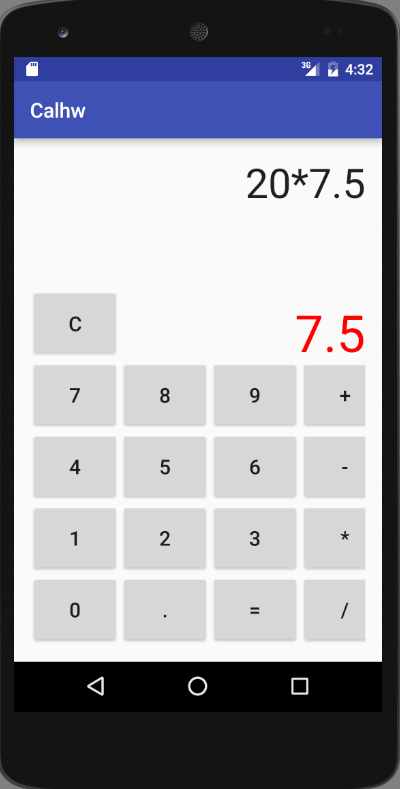 3G 4:32
Calhw
20*7.5
C 7.5
7 8 9 +
4 5 6 -
1 2 3 *
0 . = /